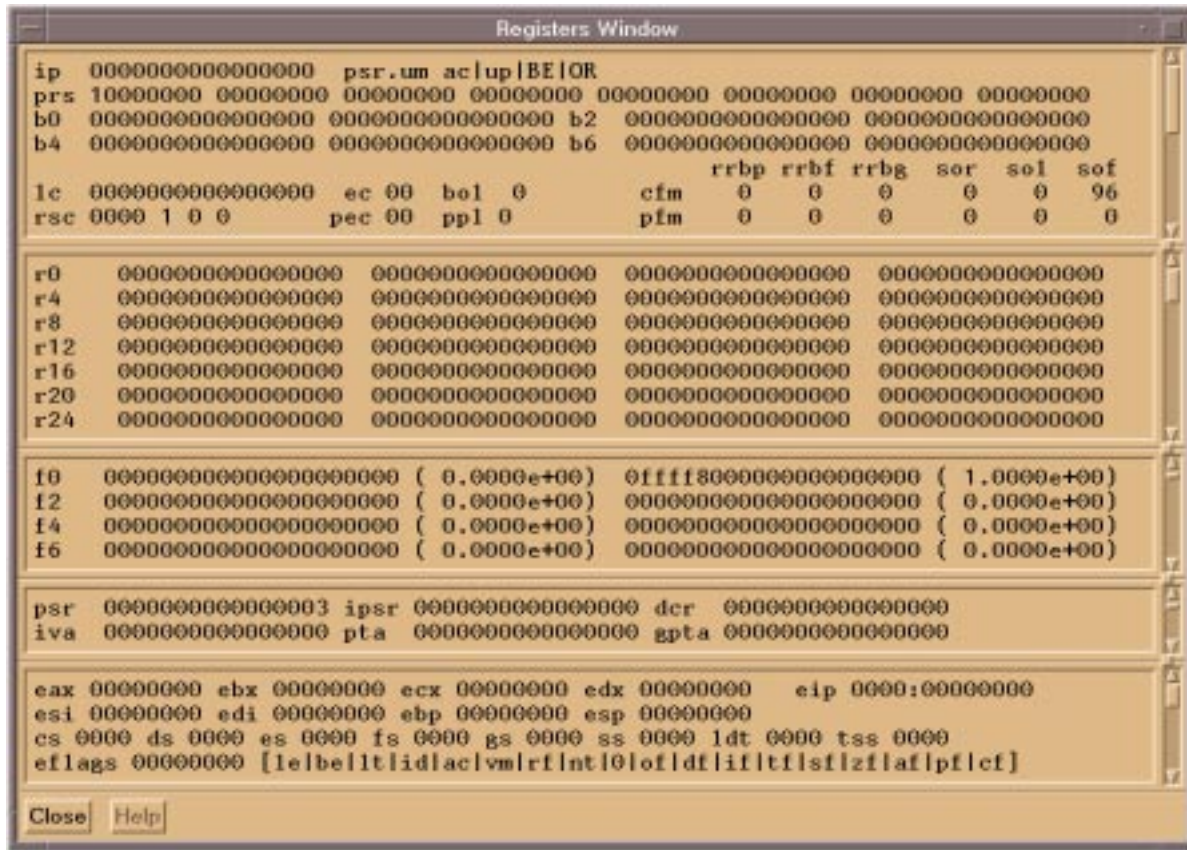 Registers Window
ip 0000000000000000 psr.um ac|up|BE|OR
prs 10000000 00000000 00000000 00000000 00000000 00000000 00000000 00000000
b0 0000000000000000 0000000000000000 b2 0000000000000000 0000000000000000
b4 0000000000000000 0000000000000000 b6 0000000000000000 0000000000000000
rrbp rrbf rrbg sor sol sof
lc 0000000000000000 ec 00 bol 0 cfm 0 0 0 0 0 96
rsc 0000 1 0 0 pec 00 ppl 0 pfm 0 0 0 0 0 0
r0 0000000000000000 0000000000000000 0000000000000000 0000000000000000
r4 0000000000000000 0000000000000000 0000000000000000 0000000000000000
r8 0000000000000000 0000000000000000 0000000000000000 0000000000000000
r12 0000000000000000 0000000000000000 0000000000000000 0000000000000000
r16 0000000000000000 0000000000000000 0000000000000000 0000000000000000
r20 0000000000000000 0000000000000000 0000000000000000 0000000000000000
r24 0000000000000000 0000000000000000 0000000000000000 0000000000000000
f0 000000000000000000000 ( 0.0000e+00) 0ffff8000000000000000 ( 1.0000e+00)
f2 000000000000000000000 ( 0.0000e+00) 000000000000000000000 ( 0.0000e+00)
f4 000000000000000000000 ( 0.0000e+00) 000000000000000000000 ( 0.0000e+00)
f6 000000000000000000000 ( 0.0000e+00) 000000000000000000000 ( 0.0000e+00)
psr 0000000000000003 ipsr 0000000000000000 dcr 0000000000000000
iva 0000000000000000 pta 0000000000000000 gpta 0000000000000000
eax 00000000 ebx 00000000 ecx 00000000 edx 00000000 eip 0000:00000000
esi 00000000 edi 00000000 ebp 00000000 esp 00000000
cs 0000 ds 0000 es 0000 fs 0000 gs 0000 ss 0000 ldt 0000 tss 0000
eflags 00000000 [le|be|lt|id|ac|vm|rf|nt|0|of|df|if|tf|sf|zf|af|pf|cf]
Close Help